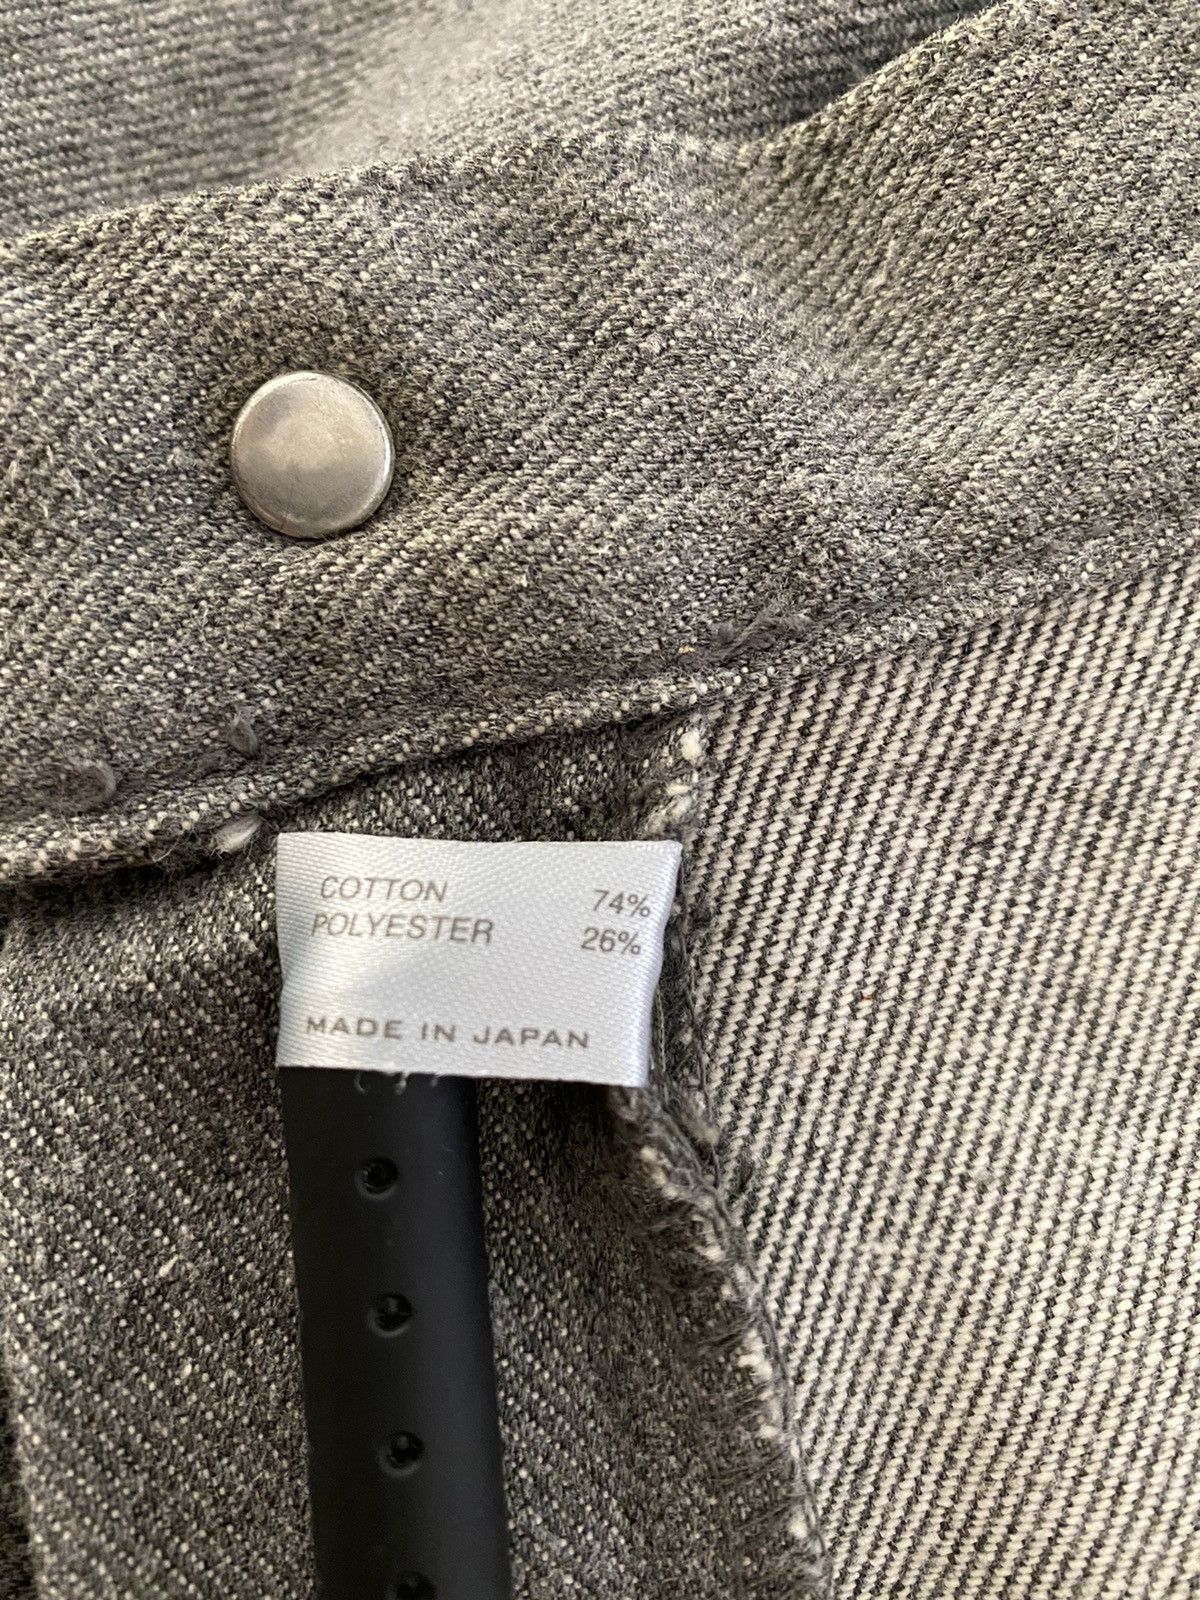 COTTON 74%
POLYESTER 26%
MADE IN JAPAN